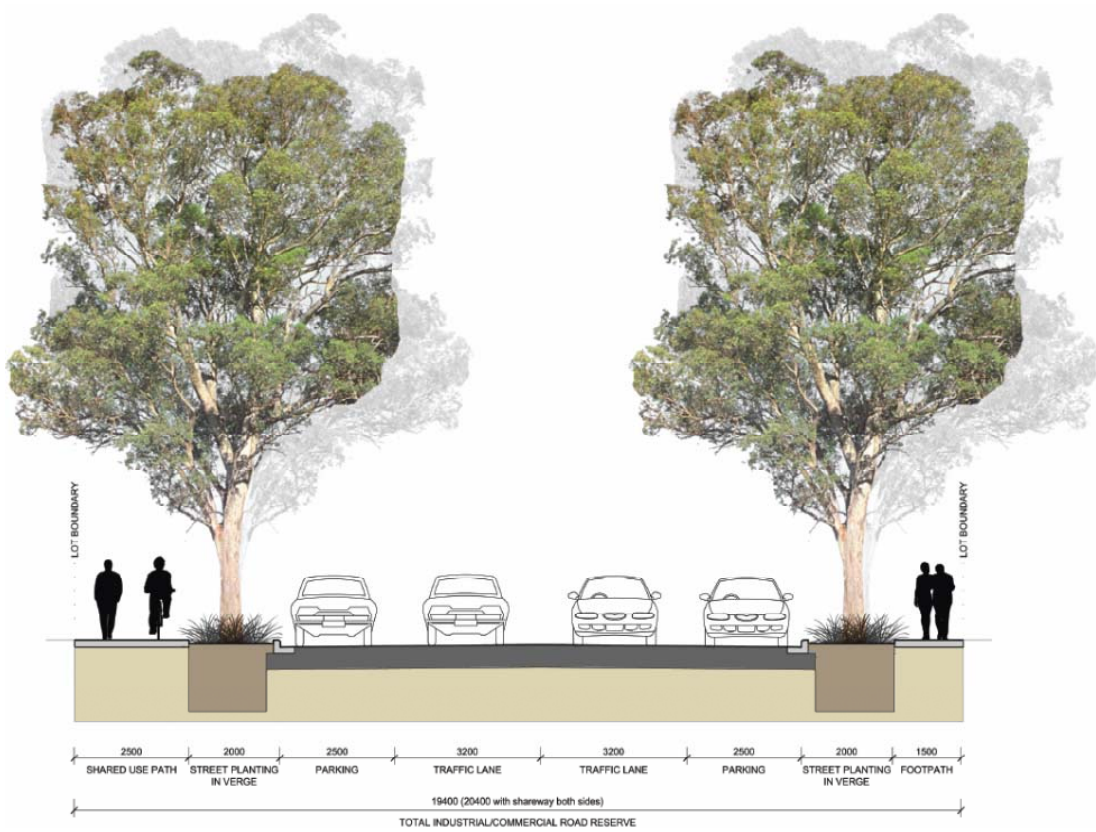 LOT BOUNDARY
LOT BOUNDARY
2500 2000 2500 3200 3200 2500 2000 1500
SHARED USE PATH STREET PLANTING PARKING TRAFFIC LANE TRAFFIC LANE PARKING STREET PLANTING FOOTPATH
IN VERGE IN VERGE
19400 (20400 with shareway both sides)
TOTAL INDUSTRIAL/COMMERCIAL ROAD RESERVE